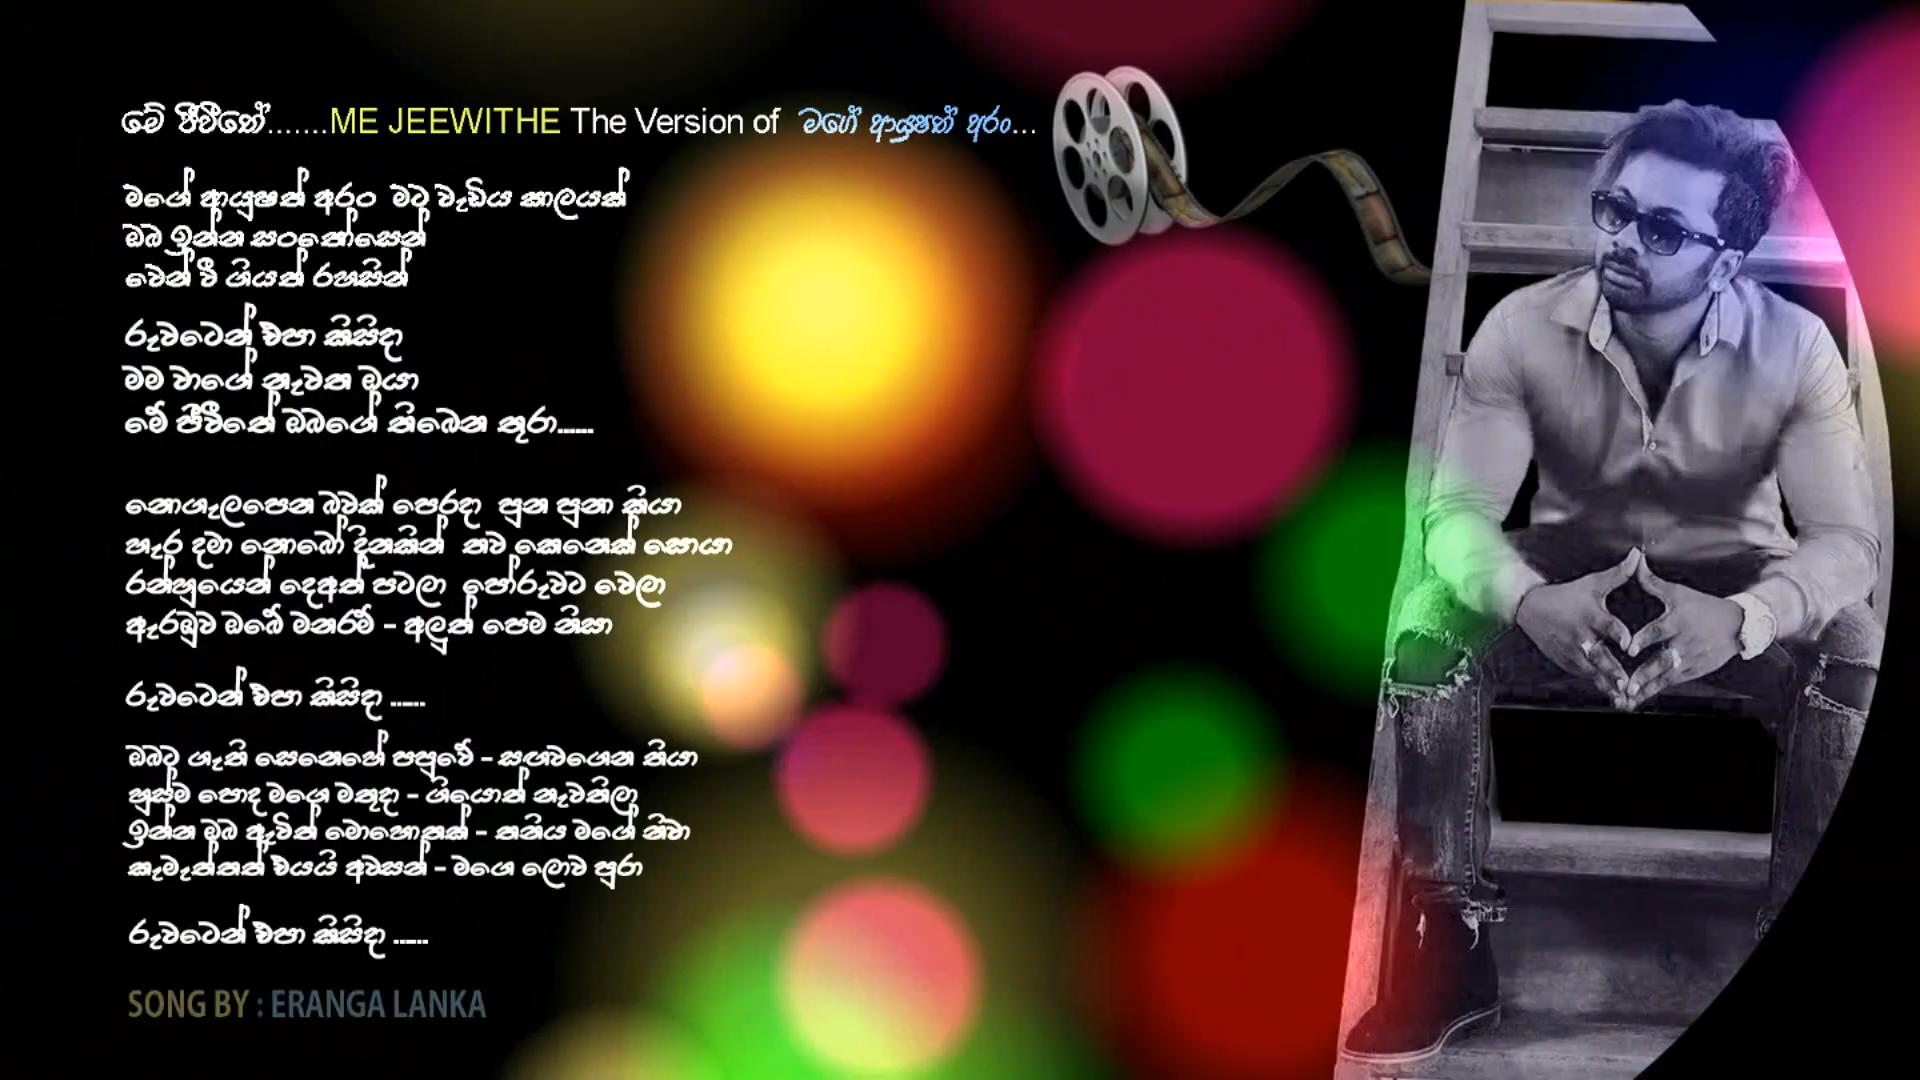 මේ ජීවිතේ.......ME JEEWITHE The Version of මගේ ආයුෂත් අරං...
මගේ ආයුෂත් අරං මටු වැඩිය කාලයක්
ඔබ ඉන්න සංතෝසෙන්
වෙන් වී ගියත් රහසින්
රුවටෙන් එපා කිසිදා
මම වාගේ නැවත ඔයා
මේ ජීවිතේ ඔබගේ තිබෙන තුරා......
නොගැලපෙන බවක් පෙරදා පුන පුනා කියා
හැර දමා නොබෝ දිනකින් තව කෙනෙක් සොයා
රන්හුයෙන් දෙඅත් පටලා පෝරුවට වෙලා
ඇරඹුව ඔබේ මනරම් - අලුත් පෙම නිසා
රුවටෙන් එපා කිසිදා ......
ඔබටු ගැති සෙනෙහේ පපුවේ - සඟවගෙන තියා
හුස්ම පොද මගෙ මතුදා - ගියොත් නැවතිලා
ඉන්න ඔබ ඇවිත් මොහොතක් - තනිය මගේ නිවා
කැමැත්තත් එයයි අවසන් - මගෙ ලොව පුරා
රුවටෙන් එපා කිසිදා ......
SONG BY : ERANGA LANKA